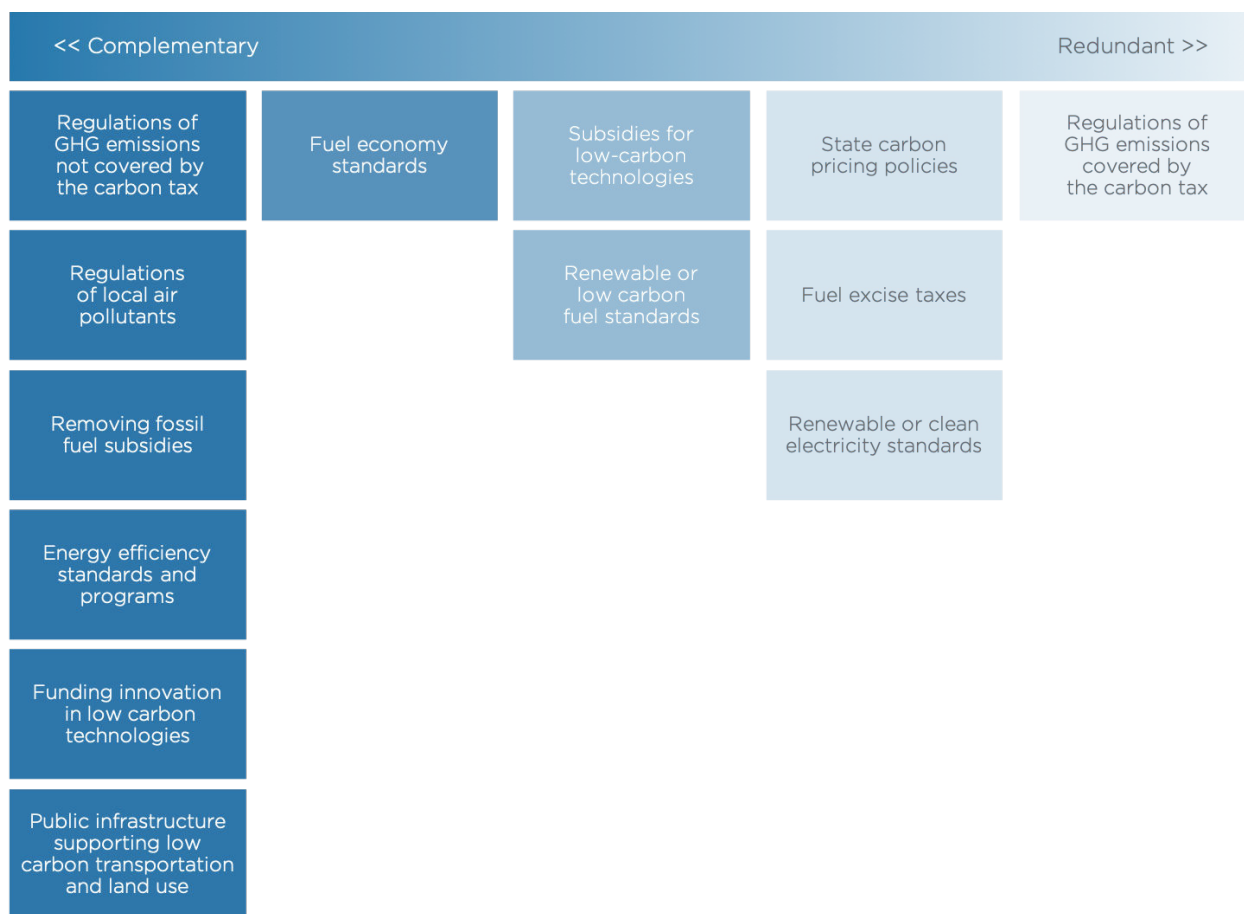 << Complementary
Redundant >>
Regulations of
GHG emissions
not covered by
the carbon tax
Fuel economy
standards
Subsidies for
low-carbon
technologies
State carbon
pricing policies
Regulations of
GHG emissions
covered by
the carbon tax
Regulations
of local air
pollutants
Renewable or
low carbon
fuel standards
Fuel excise taxes
Removing fossil
fuel subsidies
Renewable or clean
electricity standards
Energy efficiency
standards and
programs
Funding innovation
in low carbon
technologies
Public infrastructure
supporting low
carbon transportation
and land use